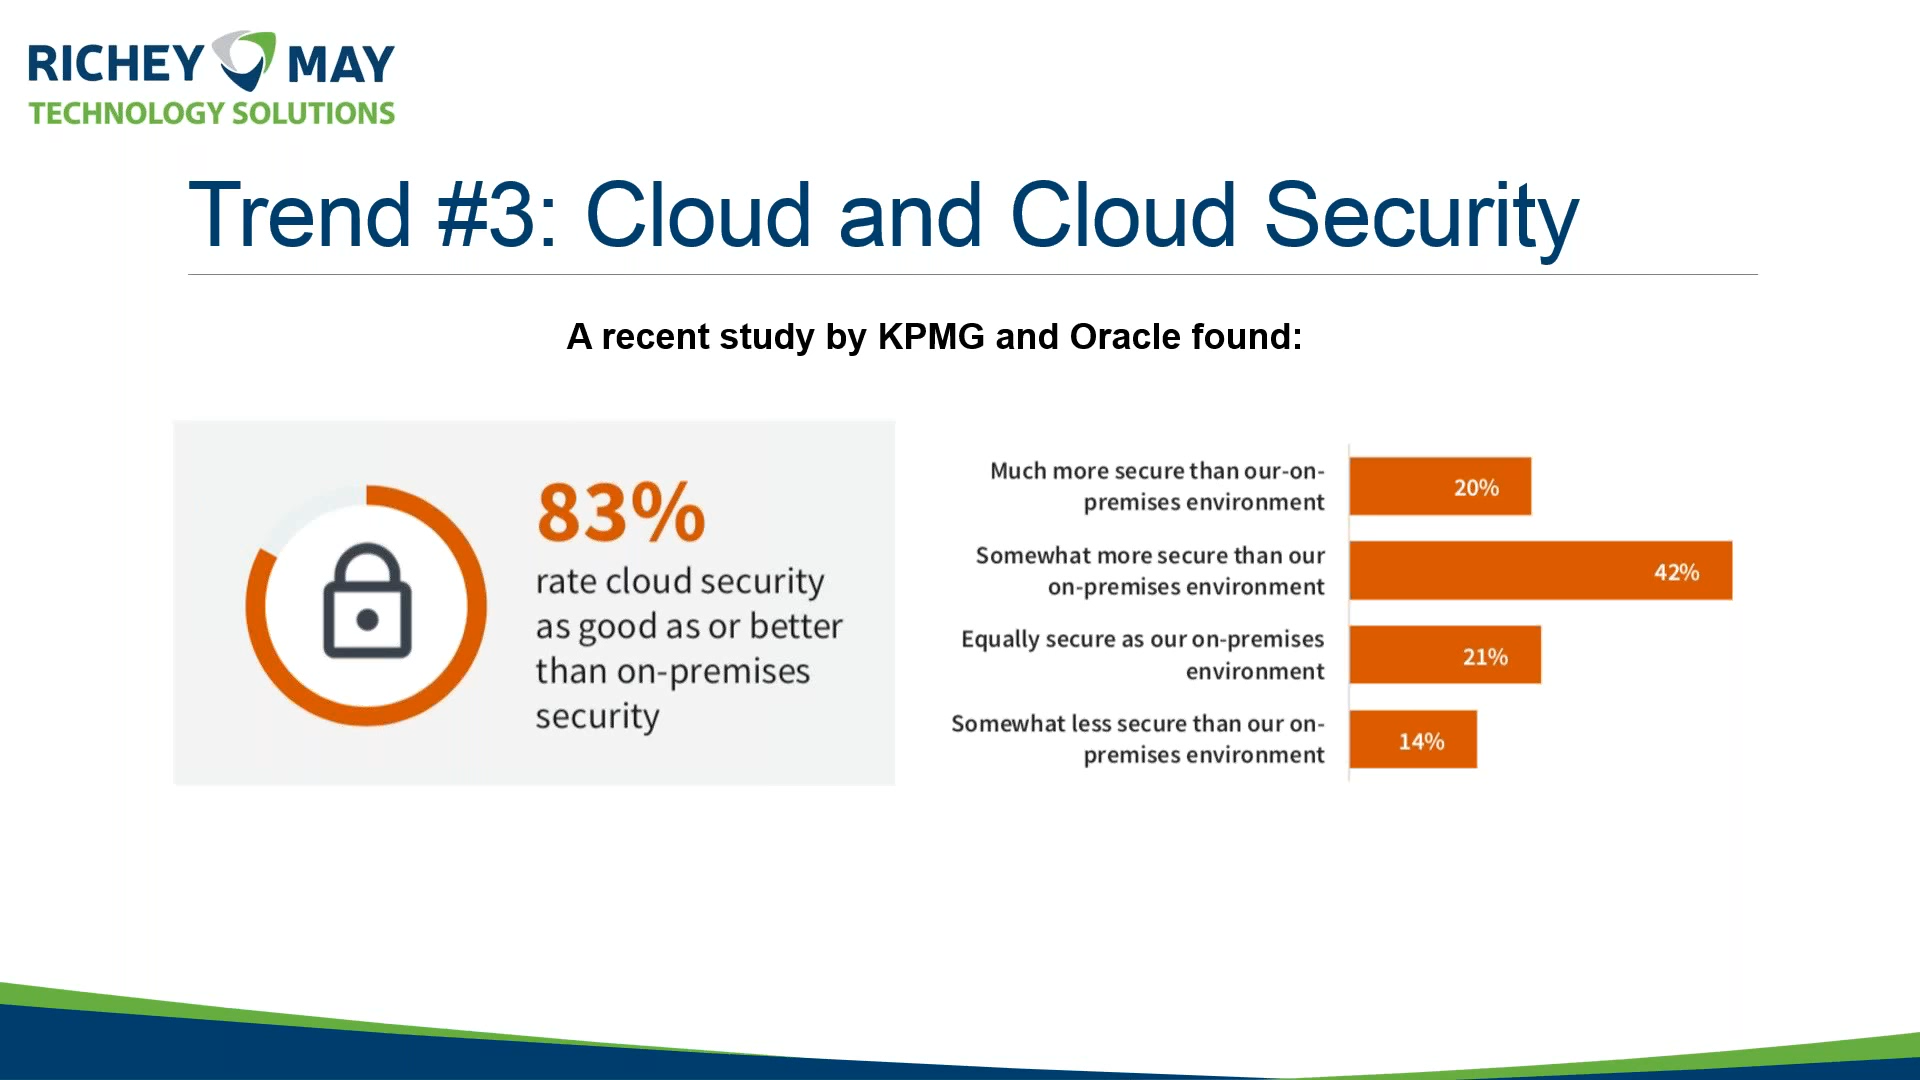 RICHEY MAY
TECHNOLOGY SOLUTIONS
Trend #3: Cloud and Cloud Security
A recent study by KPMG and Oracle found:
83%
rate cloud security
as good as or better
than on-premises
security
Much more secure than our-on-
premises environment
20%
Somewhat more secure than our
on-premises environment
42%
Equally secure as our on-premises
environment
21%
Somewhat less secure than our on-
premises environment
14%